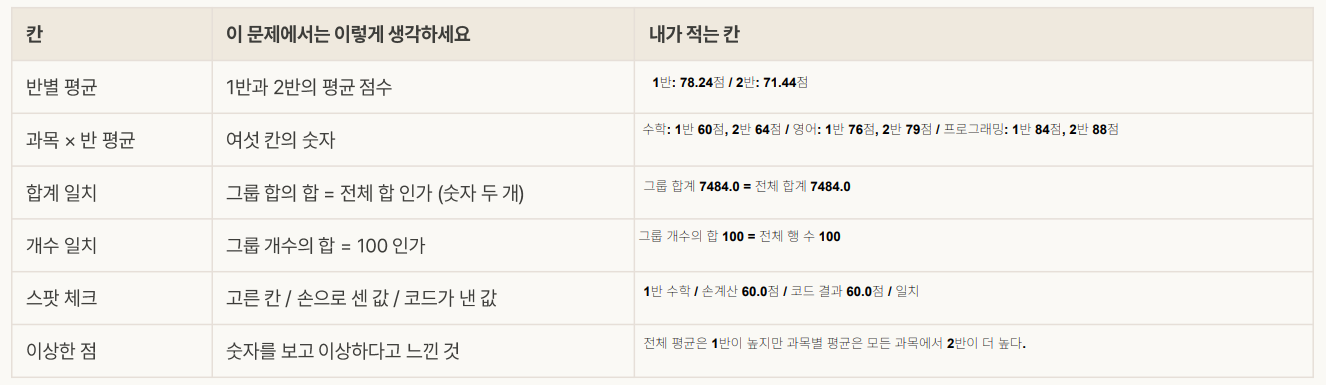 칸 이 문제에서는 이렇게 생각하세요 내가 적는 칸
반별 평균 1반과 2반의 평균 점수 1반: 78.24점 / 2반: 71.44점
과목 × 반 평균 여섯 칸의 숫자 수학: 1반 60점, 2반 64점 / 영어: 1반 76점, 2반 79점 / 프로그래밍: 1반 84점, 2반 88점
합계 일치 그룹 합의 합 = 전체 합 인가 (숫자 두 개) 그룹 합계 7484.0 = 전체 합계 7484.0
개수 일치 그룹 개수의 합 = 100 인가 그룹 개수의 합 100 = 전체 행 수 100
스팟 체크 고른 칸 / 손으로 센 값 / 코드가 낸 값 1반 수학 / 손계산 60.0점 / 코드 결과 60.0점 / 일치
이상한 점 숫자를 보고 이상하다고 느낀 것 전체 평균은 1반이 높지만 과목별 평균은 모든 과목에서 2반이 더 높다.